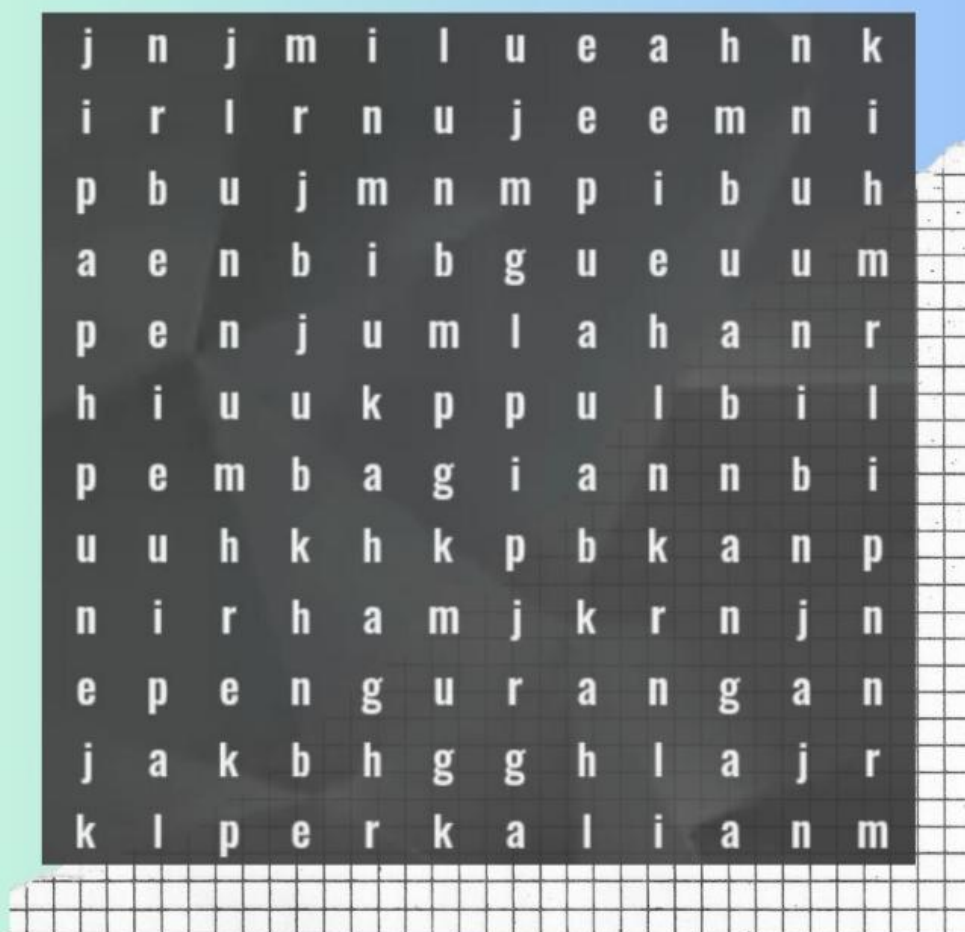 j n j m i l u e a h n k
i r l r n u j e e m n i
p b u j m n m p i b u h
a e n b i b g u e u u m
p e n j u m l a h a n r
h i u u k p p u l b i l
p e m b a g i a n n b i
u u h k h k p b k a n p
n i r h a m j k r n j n
e p e n g u r a n g a n
j a k b h g g h l a j r
k l p e r k a l i a n m